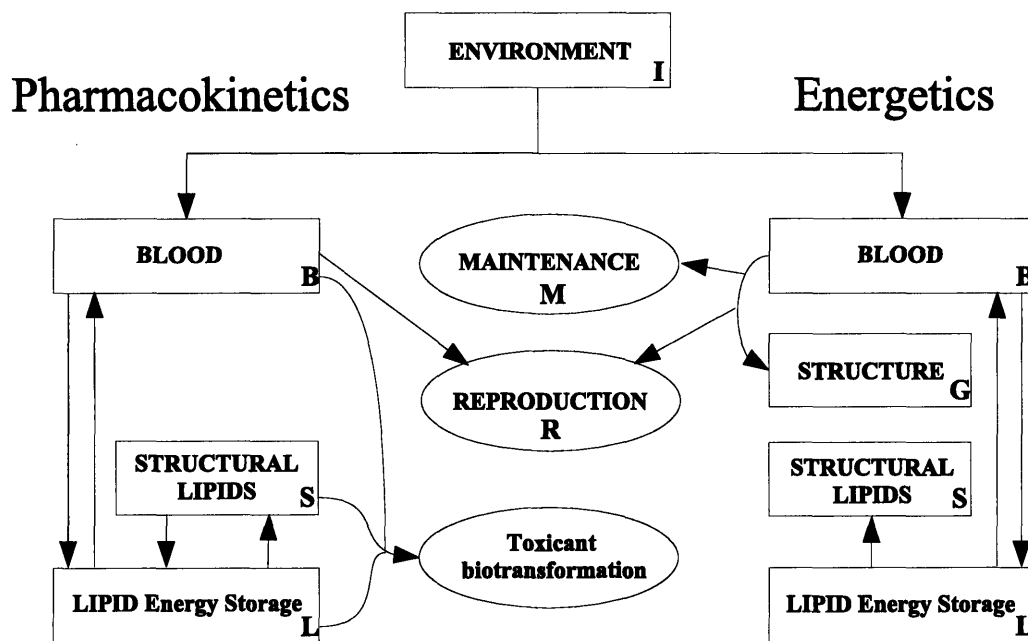 ENVIRONMENT
I
Pharmacokinetics
Energetics
BLOOD
B
MAINTENANCE
M
BLOOD
B
REPRODUCTION
R
STRUCTURE
G
STRUCTURAL
LIPIDS
S
STRUCTURAL
LIPIDS
S
Toxicant
biotransformation
LIPID Energy Storage
L
LIPID Energy Storage
L